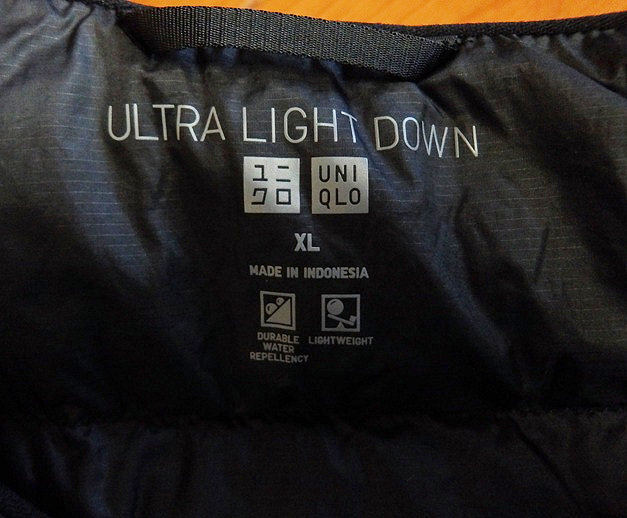 ULTRA LIGHT DOWN
ユニ UNI
クロ QLO
XL
MADE IN INDONESIA
DURABLE
WATER
REPELLENCY
LIGHTWEIGHT